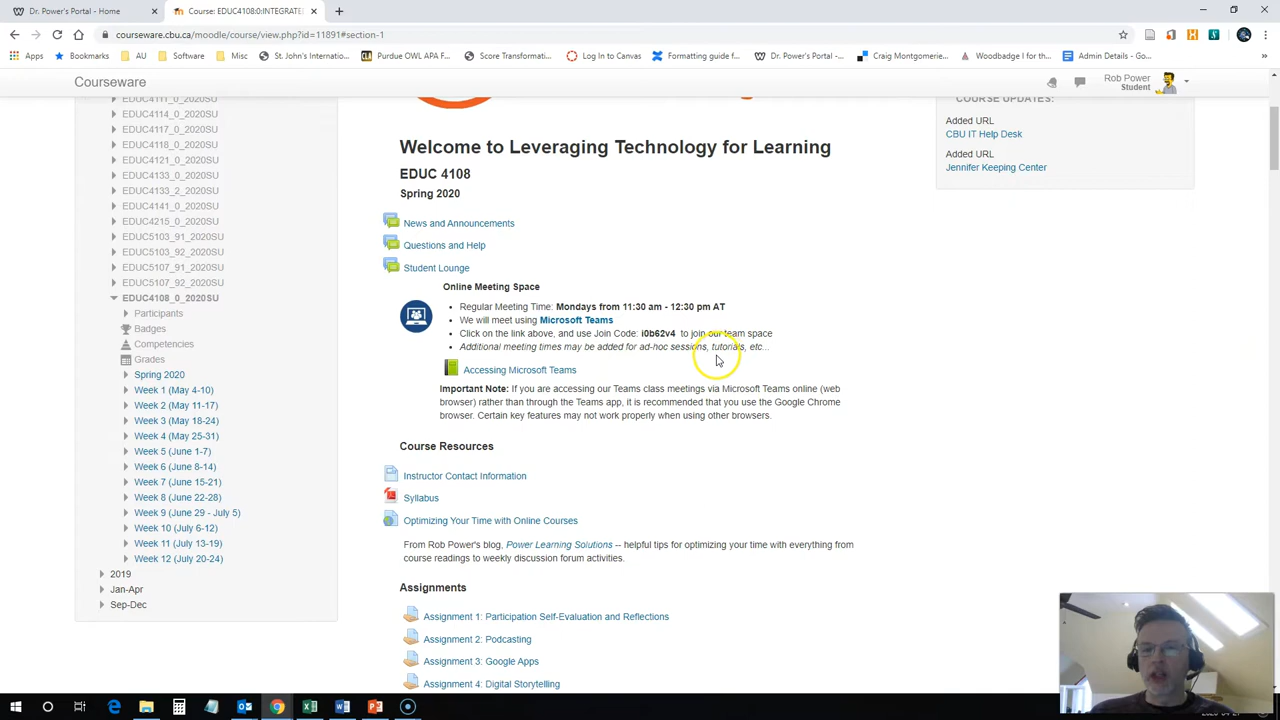 Dr. Power's Portal - Home
Course: EDUC4108:0:INTEGRATE
courseware.cbu.ca/moodle/course/view.php?id=11891#section-1
Apps
Bookmarks
AU
Software
Misc
St. John's Internatio...
Purdue OWL APA F...
Score Transformatio...
Log In to Canvas
Formatting guide f...
Dr. Power's Portal -...
Craig Montgomerie...
Woodbadge I for th...
Admin Details - Go...
Courseware
Rob Power
Student
EDUC4111_0_2020SU
EDUC4114_0_2020SU
EDUC4117_0_2020SU
EDUC4118_0_2020SU
EDUC4121_0_2020SU
EDUC4133_0_2020SU
EDUC4133_2_2020SU
EDUC4141_0_2020SU
EDUC4215_0_2020SU
EDUC5103_91_2020SU
EDUC5103_92_2020SU
EDUC5107_91_2020SU
EDUC5107_92_2020SU
EDUC4108_0_2020SU
Participants
Badges
Competencies
Grades
Spring 2020
Week 1 (May 4-10)
Week 2 (May 11-17)
Week 3 (May 18-24)
Week 4 (May 25-31)
Week 5 (June 1-7)
Week 6 (June 8-14)
Week 7 (June 15-21)
Week 8 (June 22-28)
Week 9 (June 29 - July 5)
Week 10 (July 6-12)
Week 11 (July 13-19)
Week 12 (July 20-24)
2019
Jan-Apr
Sep-Dec
Welcome to Leveraging Technology for Learning
EDUC 4108
Spring 2020
News and Announcements
Questions and Help
Student Lounge
Online Meeting Space
Regular Meeting Time: Mondays from 11:30 am - 12:30 pm AT
We will meet using Microsoft Teams
Click on the link above, and use Join Code: i0b62v4 to join our team space
Additional meeting times may be added for ad-hoc sessions, tutorials, etc...
Accessing Microsoft Teams
Important Note: If you are accessing our Teams class meetings via Microsoft Teams online (web
browser) rather than through the Teams app, it is recommended that you use the Google Chrome
browser. Certain key features may not work properly when using other browsers.
Course Resources
Instructor Contact Information
Syllabus
Optimizing Your Time with Online Courses
From Rob Power's blog, Power Learning Solutions -- helpful tips for optimizing your time with everything from
course readings to weekly discussion forum activities.
Assignments
Assignment 1: Participation Self-Evaluation and Reflections
Assignment 2: Podcasting
Assignment 3: Google Apps
Assignment 4: Digital Storytelling
COURSE UPDATES:
Added URL
CBU IT Help Desk
Added URL
Jennifer Keeping Center